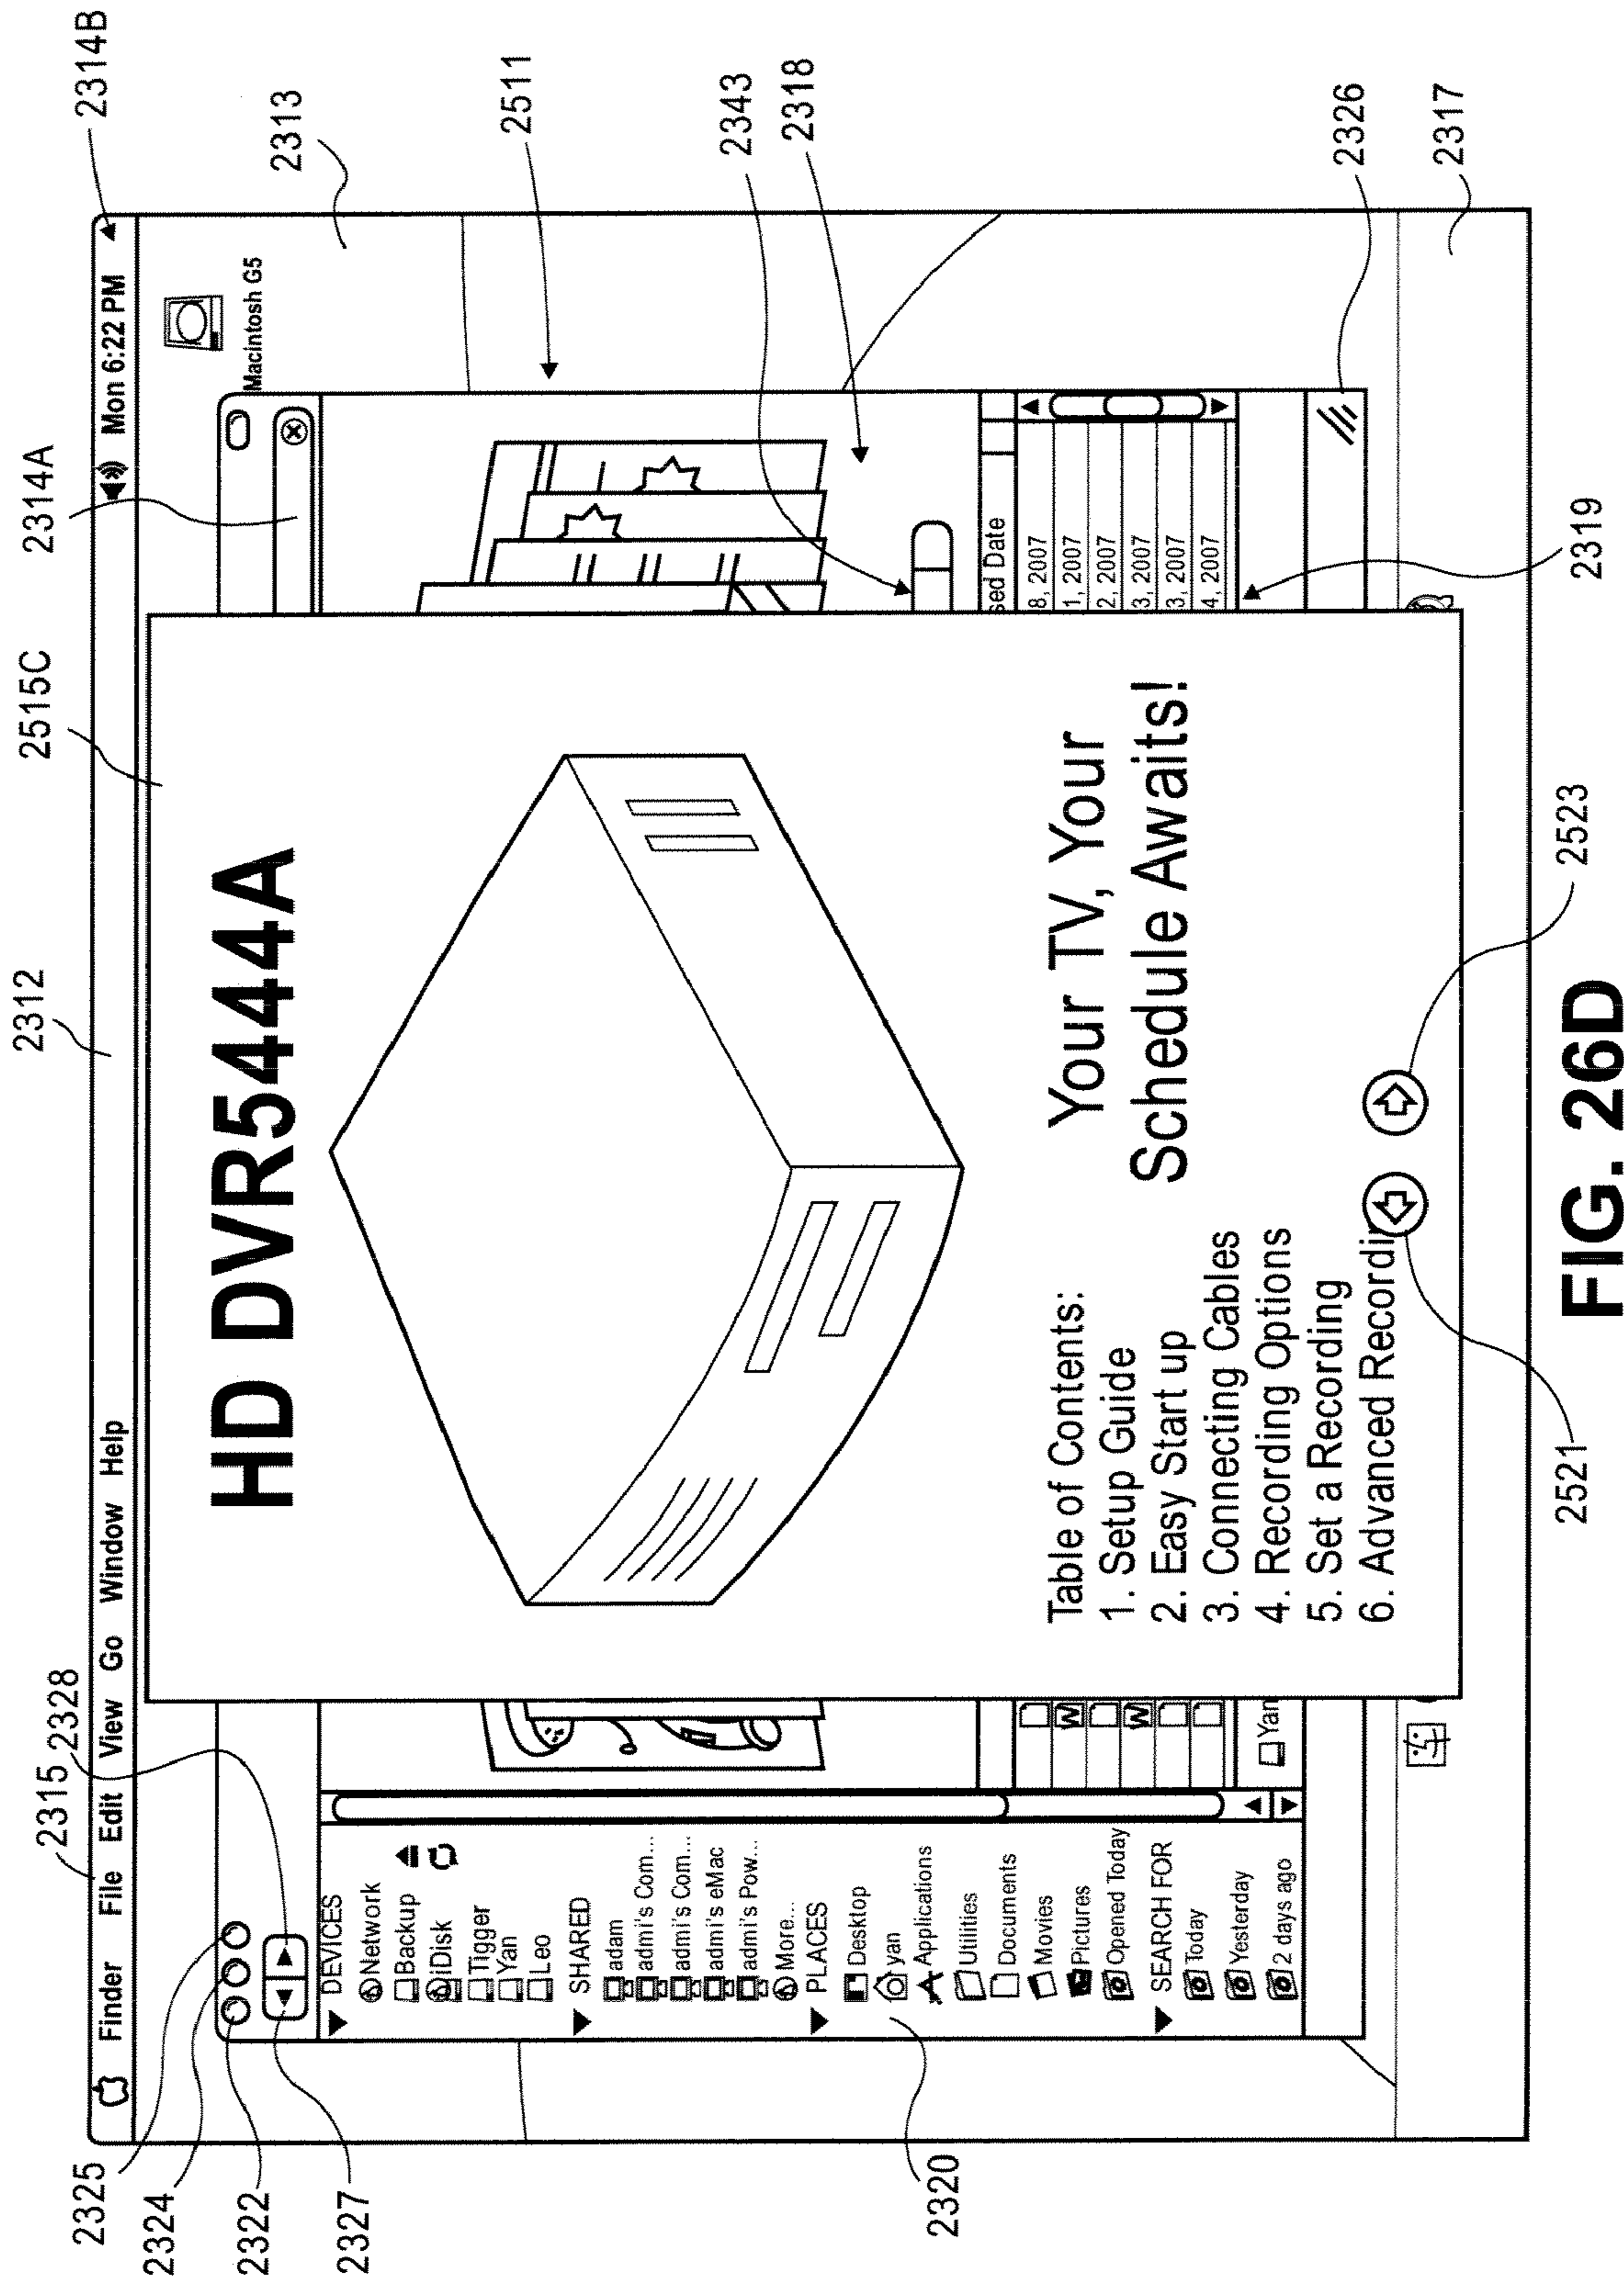 2312
2515C
2314A
2314B
2315
2328
2313
2511
2343
2318
2326
2317
2325
2324
2322
2327
2320
2319
2523
2521
Finder File Edit View Go Window Help
Mon 6:22 PM
Macintosh G5
DEVICES
Network
Backup
iDisk
Tigger
Yan
Leo
SHARED
adam
admi's Com...
admi's Com...
admi's eMac
admi's Pow...
More...
PLACES
Desktop
yan
Applications
Utilities
Documents
Movies
Pictures
Opened Today
SEARCH FOR
Today
Yesterday
2 days ago
HD DVR5444A
Your TV, Your
Schedule Awaits!
Table of Contents:
1. Setup Guide
2. Easy Start up
3. Connecting Cables
4. Recording Options
5. Set a Recording
6. Advanced Recordin
sed Date
8, 2007
1, 2007
2, 2007
3, 2007
3, 2007
4, 2007
W
W
Yan
FIG. 26D